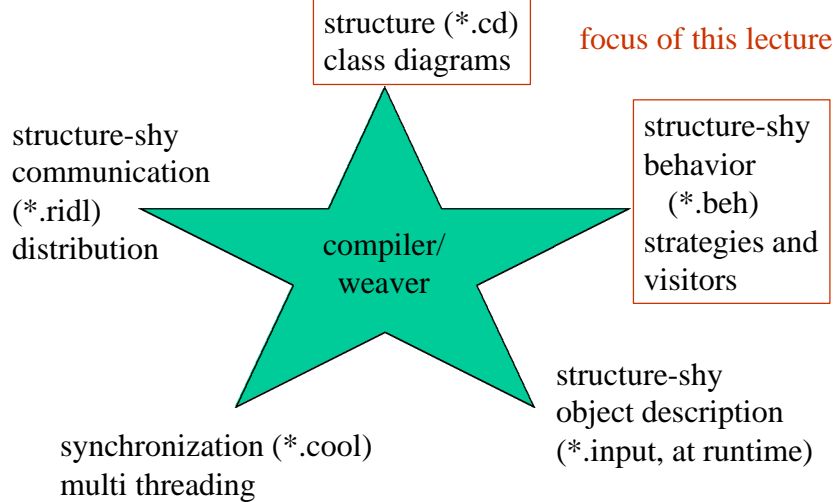 structure (*.cd)
class diagrams
focus of this lecture
structure-shy
communication
(*.ridl)
distribution
structure-shy
behavior
(*.beh)
strategies and
visitors
compiler/
weaver
structure-shy
object description
(*.input, at runtime)
synchronization (*.cool)
multi threading